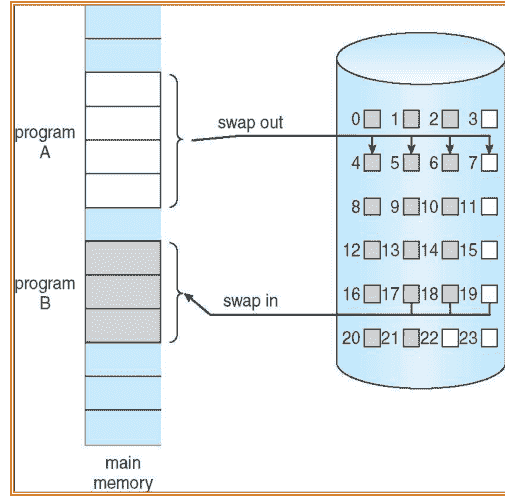 program
A
swap out
0 1 2 3
4 5 6 7
8 9 10 11
12 13 14 15
program
B
swap in
16 17 18 19
20 21 22 23
main
memory